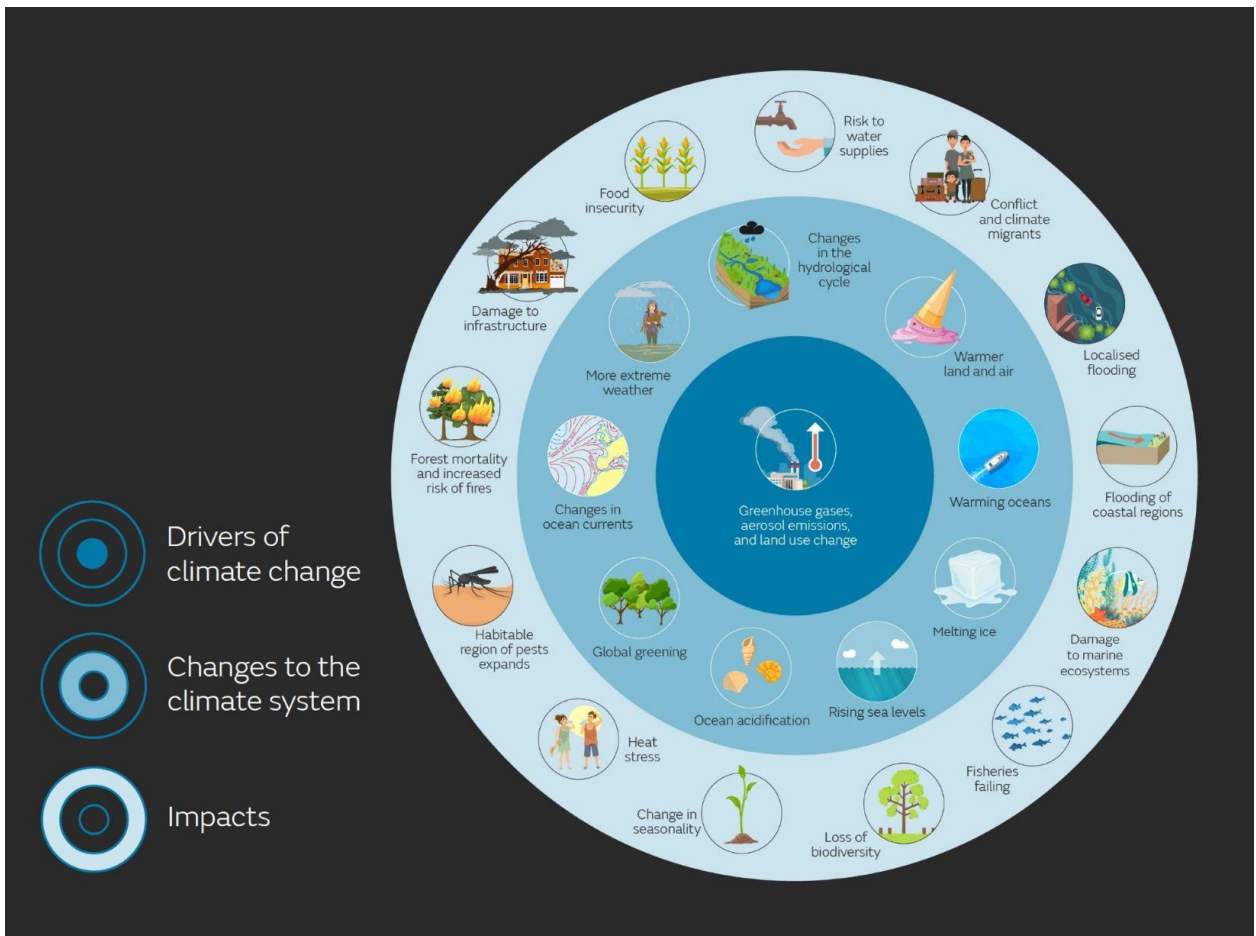 Drivers of
climate change
Changes to the
climate system
Impacts
Risk to
water
supplies
Conflict
and climate
migrants
Localised
flooding
Flooding of
coastal regions
Damage
to marine
ecosystems
Fisheries
failing
Loss of
biodiversity
Change in
seasonality
Heat
stress
Habitable
region of pests
expands
Forest mortality
and increased
risk of fires
Damage to
infrastructure
Food
insecurity
Changes
in the
hydrological
cycle
Warmer
land and air
Warming oceans
Melting ice
Rising sea levels
Ocean acidification
Global greening
Changes in
ocean currents
More extreme
weather
Greenhouse gases,
aerosol emissions,
and land use change